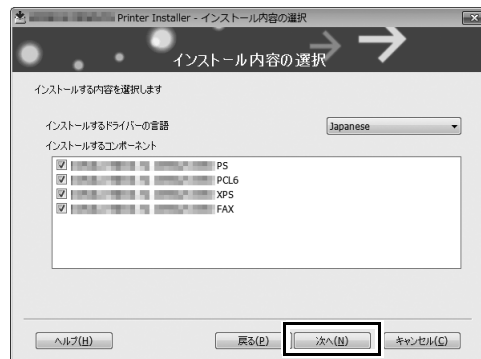 Printer Installer - インストール内容の選択
インストール内容の選択
インストールする内容を選択します
インストールするドライバーの言語 Japanese
インストールするコンポーネント
PS
PCL6
XPS
FAX
ヘルプ(H) 戻る(P) 次へ(N) キャンセル(C)